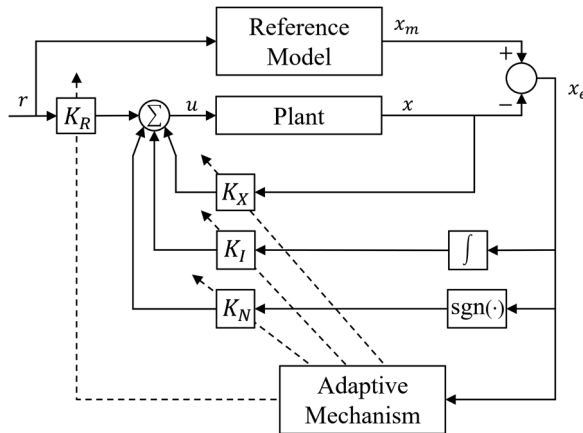 Reference
Model
x_m
+
x_e
r
K_R
Σ
u
Plant
x
−
K_X
K_I
∫
K_N
sgn(·)
Adaptive
Mechanism